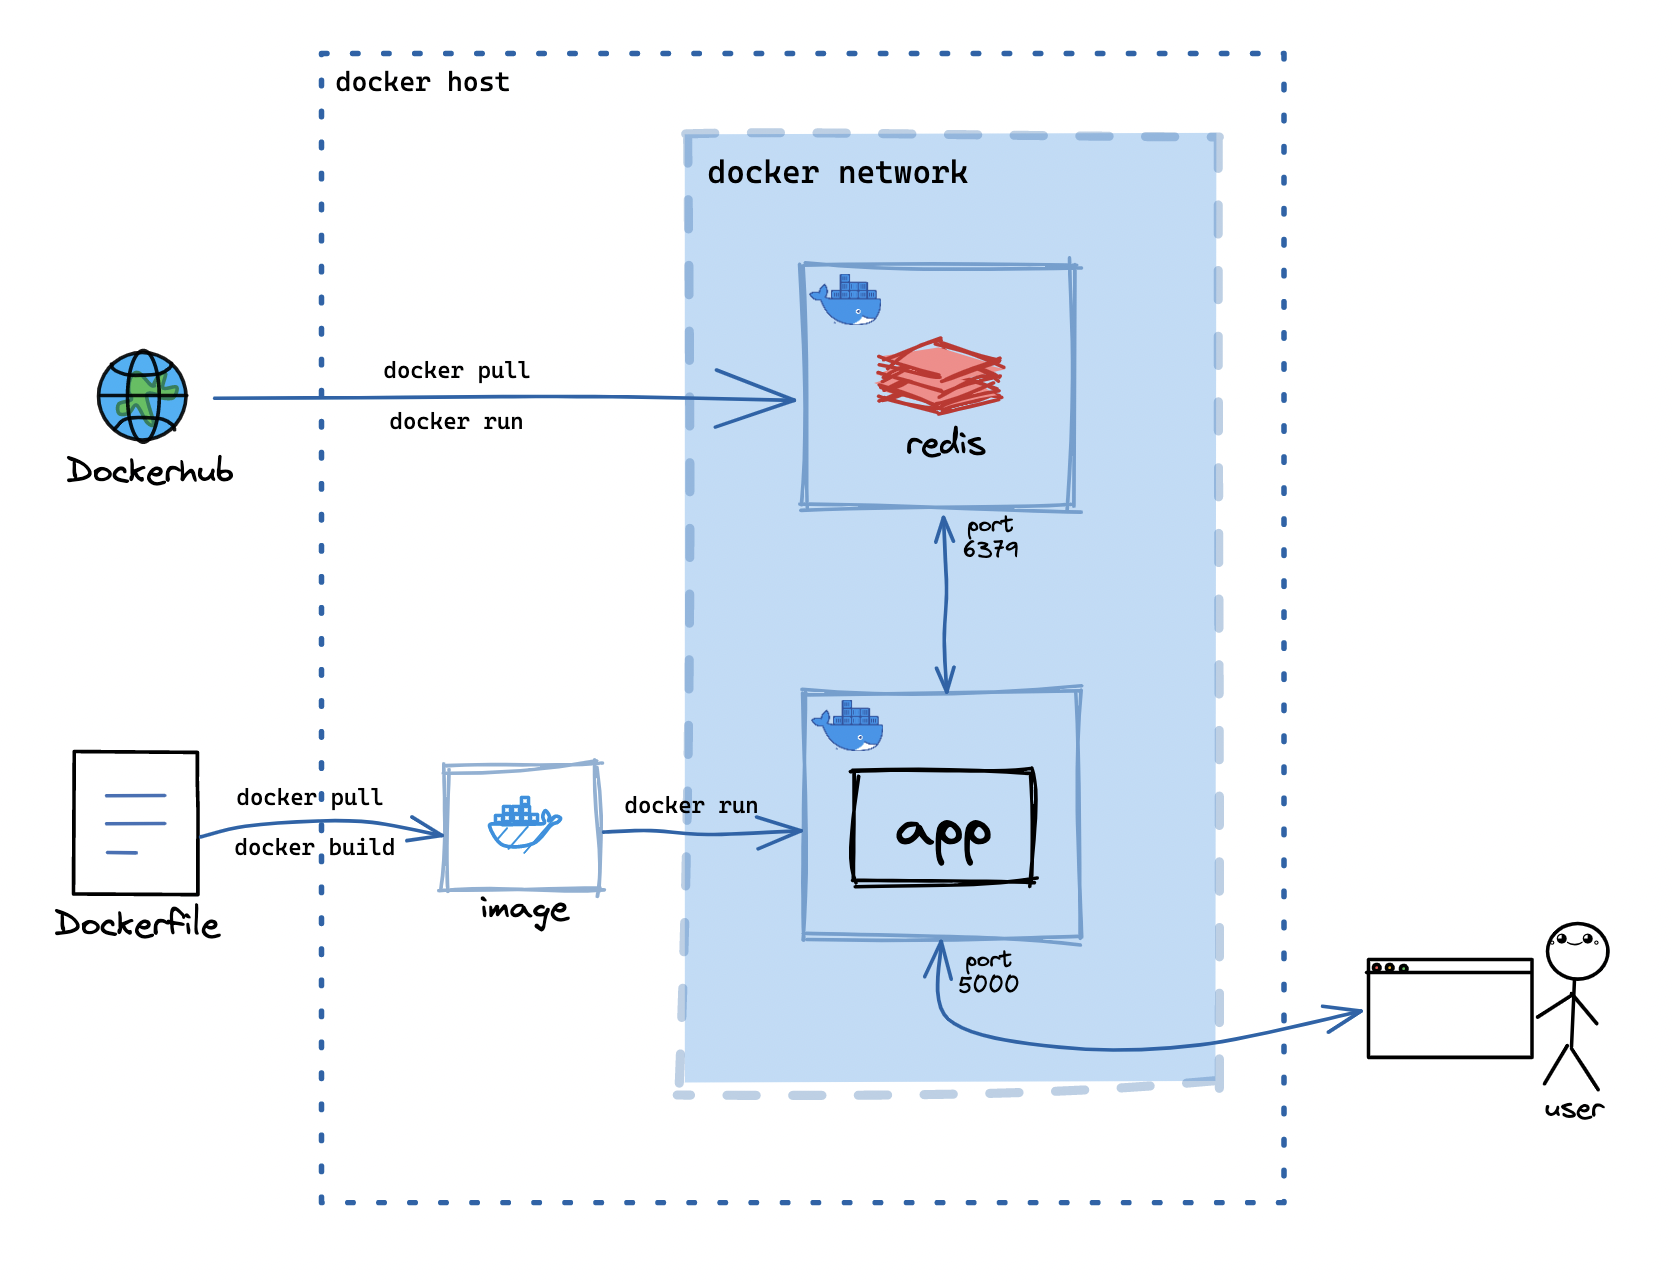 docker host
docker network
docker pull
docker run
Dockerhub
redis
port
6379
docker pull
docker build
Dockerfile
image
docker run
app
port
5000
user